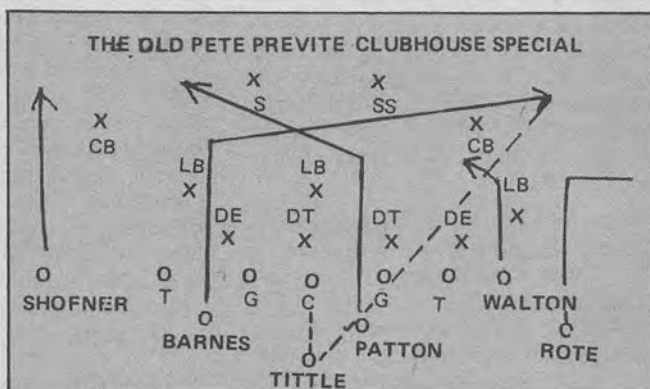 THE OLD PETE PREVITE CLUBHOUSE SPECIAL
X X
S SS
X X
CB CB
LB LB LB
X X X
DE DT DT DE
X X X X
O O O O O O O
SHOFNER T G C G T WALTON
O O O
BARNES PATTON ROTE
O
TITTLE